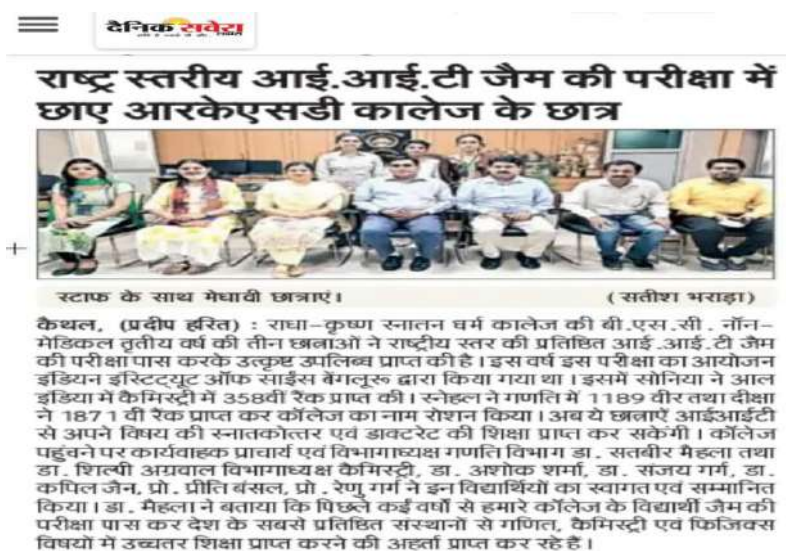 दैनिक सवेरा
राष्ट्र स्तरीय आई.आई.टी जैम की परीक्षा में
छाए आरकेएसडी कालेज के छात्र
स्टाफ के साथ मेघावी छात्राएं।
(सतीश भराड़ा)
कैथल, (प्रदीप हरित) : राधा-कृष्ण स्नातन धर्म कालेज की बी.एस.सी. नॉन-
मेडिकल तृतीय वर्ष की तीन छात्राओं ने राष्ट्रीय स्तर की प्रतिष्ठित आई.आई.टी जैम
की परीक्षा पास करके उत्कृष्ट उपलिब्ध प्राप्त की है। इस वर्ष इस परीक्षा का आयोजन
इंडियन इंस्टिट्यूट ऑफ साईंस बेंगलूरू द्वारा किया गया था। इसमें सोनिया ने आल
इंडिया में कैमिस्ट्री में 358वीं रैंक प्राप्त की। स्नेहल ने गणित में 1189 वीर तथा दीक्षा
ने 1871 वीं रैंक प्राप्त कर कॉलेज का नाम रोशन किया। अब ये छात्राऐं आईआईटी
से अपने विषय की स्नातकोत्तर एवं डाक्टरेट की शिक्षा प्राप्त कर सकेंगी। कॉलेज
पहुंचने पर कार्यवाहक प्राचार्य एवं विभागाध्यक्ष गणित विभाग डा. सतबीर मैहला तथा
डा. शिल्पी अग्रवाल विभागाध्यक्ष कैमिस्ट्री, डा. अशोक शर्मा, डा. संजय गर्ग, डा.
कपिल जैन, प्रो. प्रीति बंसल, प्रो. रेणु गर्ग ने इन विद्यार्थियों का स्वागत एवं सम्मानित
किया। डा. मैहला ने बताया कि पिछले कई वर्षो से हमारे कॉलेज के विद्यार्थी जैम की
परीक्षा पास कर देश के सबसे प्रतिष्ठित संस्थानों से गणित, कैमिस्ट्री एवं फिजिक्स
विषयों में उच्चतर शिक्षा प्राप्त करने की अहर्ता प्राप्त कर रहे हैं।